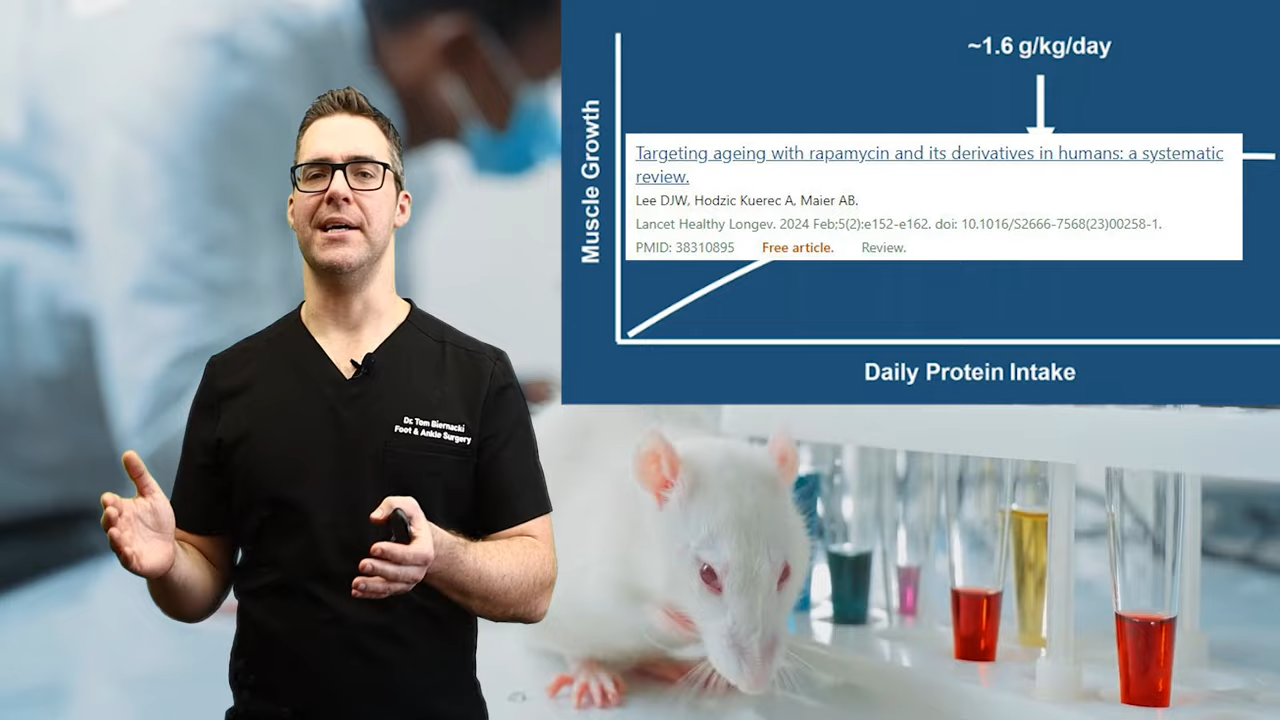 ~1.6 g/kg/day
Muscle Growth
Targeting ageing with rapamycin and its derivatives in humans: a systematic
review.
Lee DJW, Hodzic Kuerec A, Maier AB.
Lancet Healthy Longev. 2024 Feb;5(2):e152-e162. doi: 10.1016/S2666-7568(23)00258-1.
PMID: 38310895 Free article. Review.
Daily Protein Intake
Dr. Tom Biernacki
Foot & Ankle Surgery